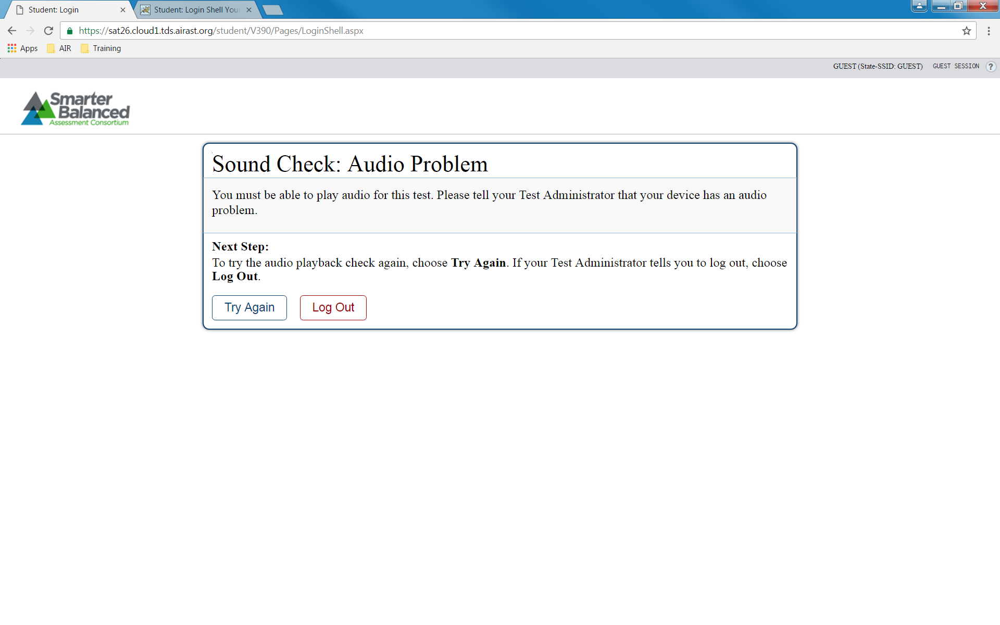 Student: Login
Student: Login Shell You
https://sat26.cloud1.tds.airast.org/student/V390/Pages/LoginShell.aspx
Apps AIR Training
GUEST (State-SSID: GUEST) GUEST SESSION ?
Smarter
Balanced
Assessment Consortium
Sound Check: Audio Problem
You must be able to play audio for this test. Please tell your Test Administrator that your device has an audio
problem.
Next Step:
To try the audio playback check again, choose Try Again. If your Test Administrator tells you to log out, choose
Log Out.
Try Again Log Out